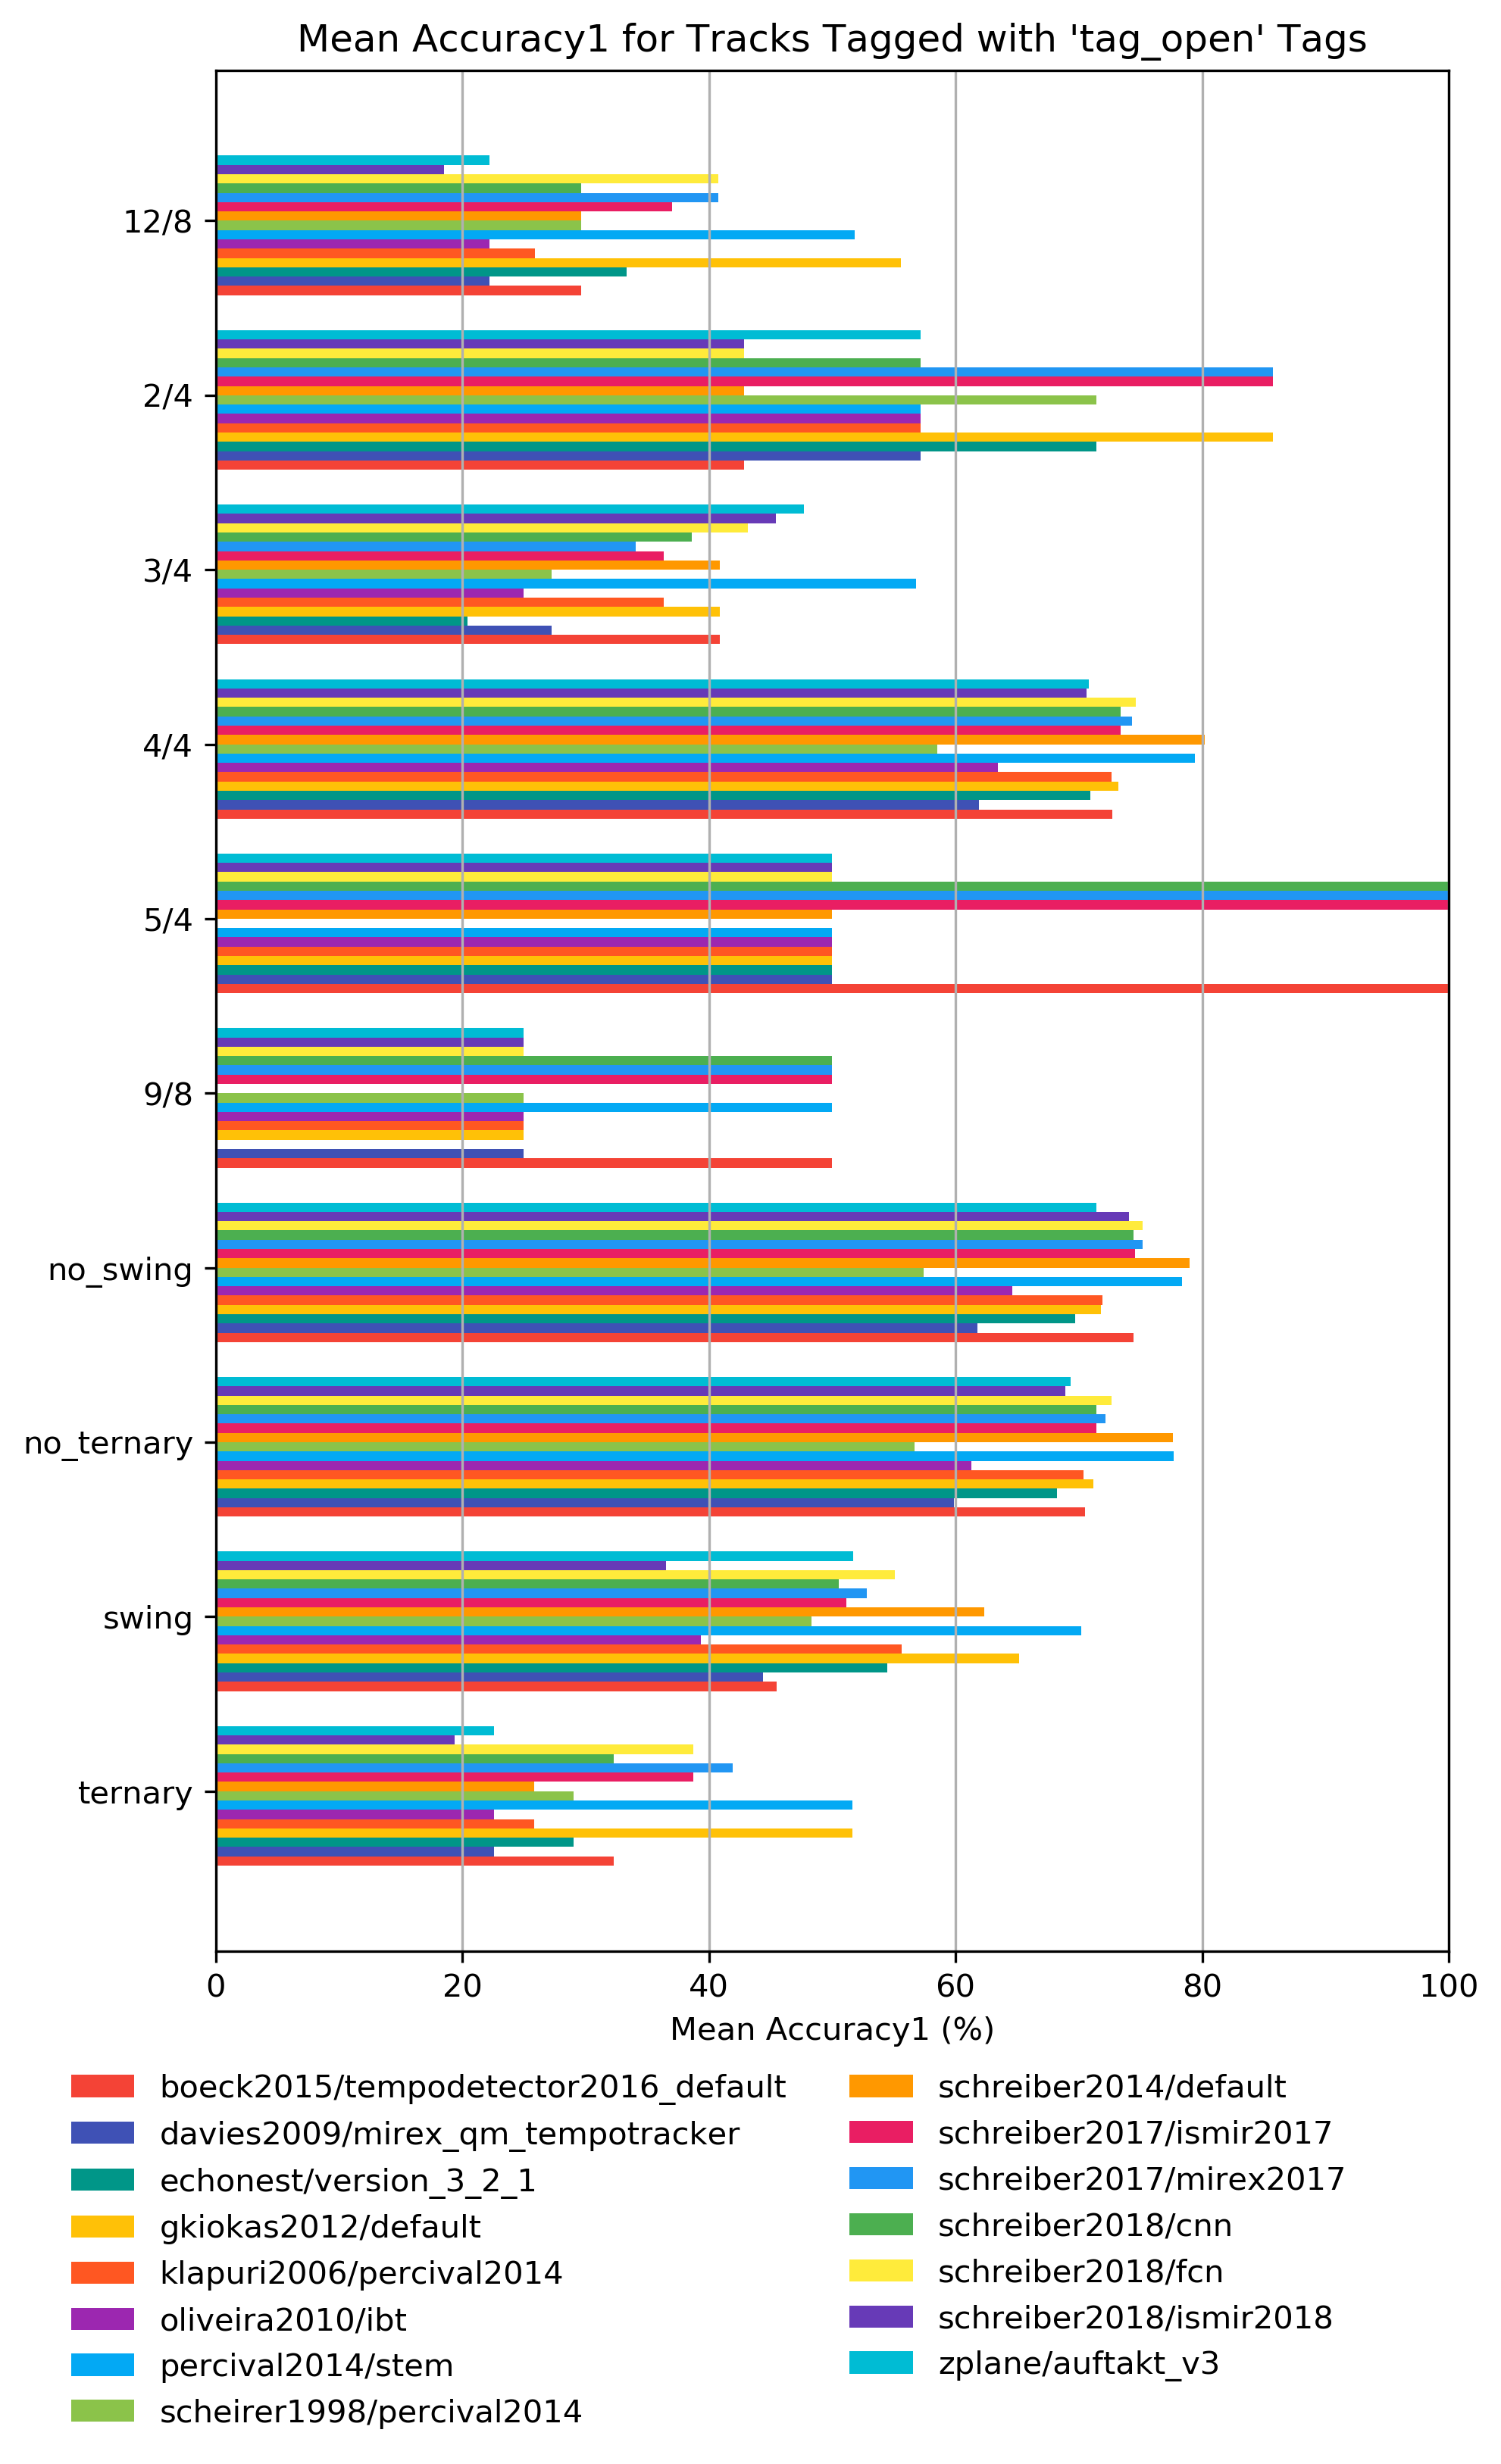 Mean Accuracy1 for Tracks Tagged with 'tag_open' Tags
12/8
2/4
3/4
4/4
5/4
9/8
no_swing
no_ternary
swing
ternary
0 20 40 60 80 100
Mean Accuracy1 (%)
boeck2015/tempodetector2016_default
davies2009/mirex_qm_tempotracker
echonest/version_3_2_1
gkiokas2012/default
klapuri2006/percival2014
oliveira2010/ibt
percival2014/stem
scheirer1998/percival2014
schreiber2014/default
schreiber2017/ismir2017
schreiber2017/mirex2017
schreiber2018/cnn
schreiber2018/fcn
schreiber2018/ismir2018
zplane/auftakt_v3